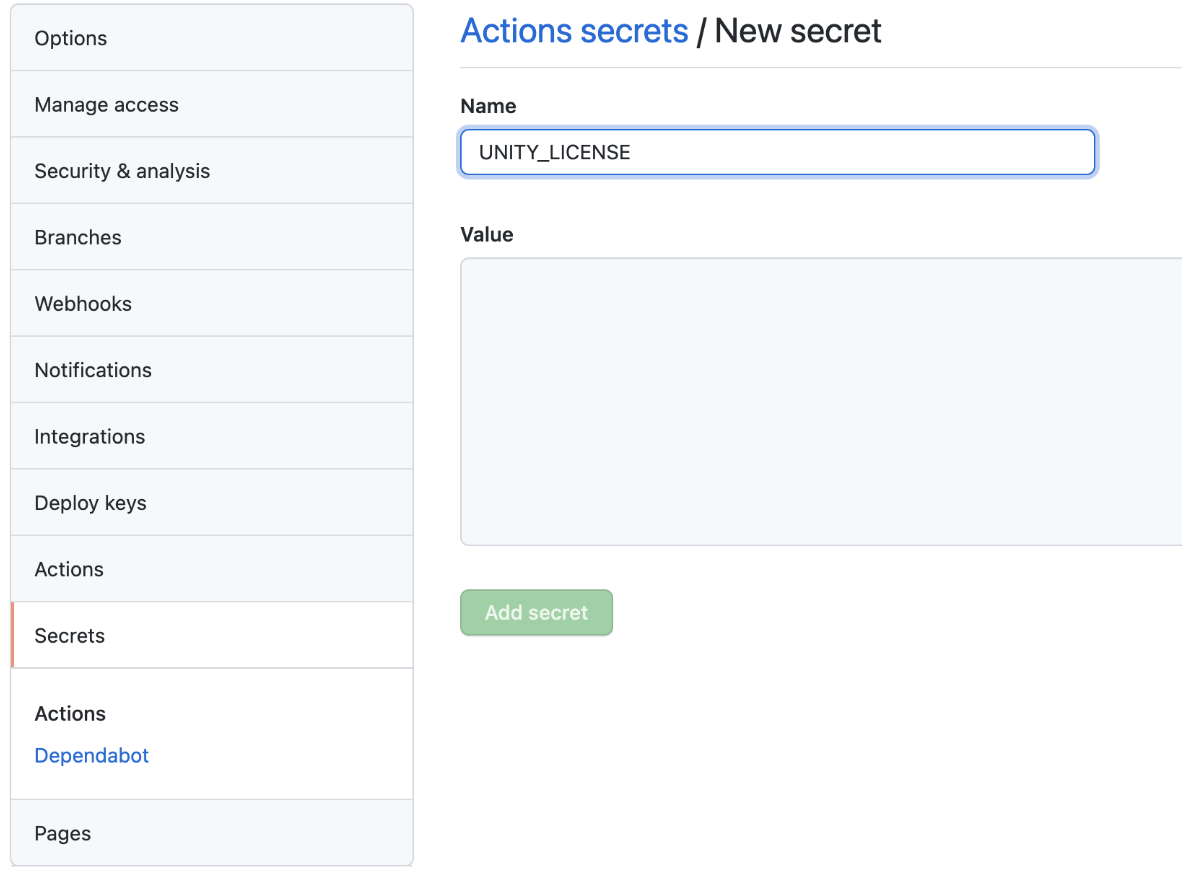 Options
Manage access
Security & analysis
Branches
Webhooks
Notifications
Integrations
Deploy keys
Actions
Secrets
Actions
Dependabot
Pages
Actions secrets / New secret
Name
UNITY_LICENSE
Value
Add secret